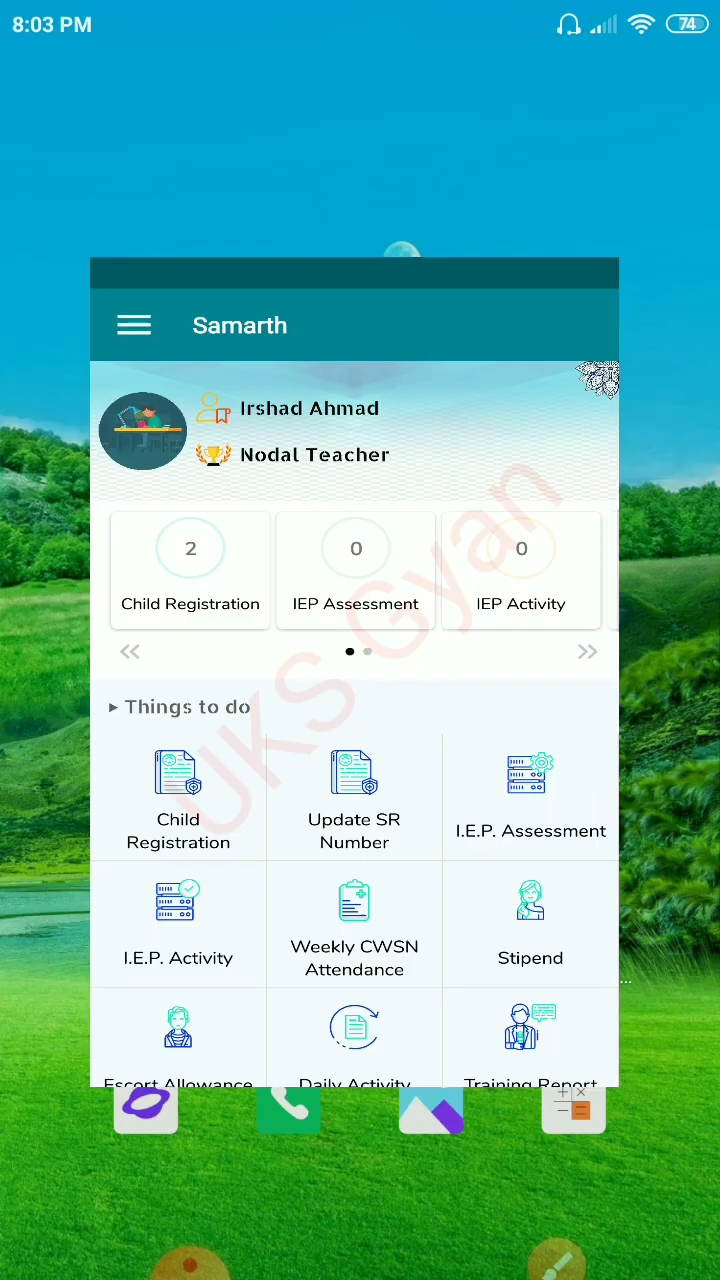 8:03 PM
74
Samarth
Irshad Ahmad
Nodal Teacher
2
0
0
Child Registration
IEP Assessment
IEP Activity
UKS Gyan
Things to do
Child
Registration
Update SR
Number
I.E.P. Assessment
I.E.P. Activity
Weekly CWSN
Attendance
Stipend
Escort Allowance
Daily Activity
Training Report